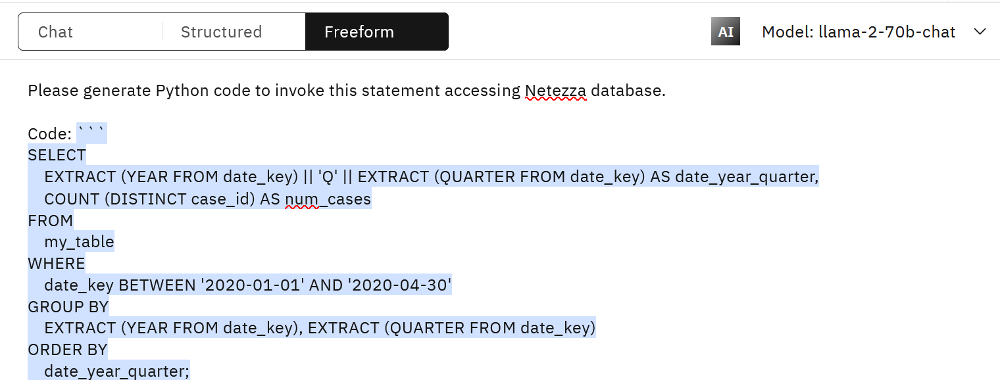 Chat Structured Freeform AI Model: llama-2-70b-chat
Please generate Python code to invoke this statement accessing Netezza database.
Code: ```
SELECT
EXTRACT (YEAR FROM date_key) || 'Q' || EXTRACT (QUARTER FROM date_key) AS date_year_quarter,
COUNT (DISTINCT case_id) AS num_cases
FROM
my_table
WHERE
date_key BETWEEN '2020-01-01' AND '2020-04-30'
GROUP BY
EXTRACT (YEAR FROM date_key), EXTRACT (QUARTER FROM date_key)
ORDER BY
date_year_quarter;